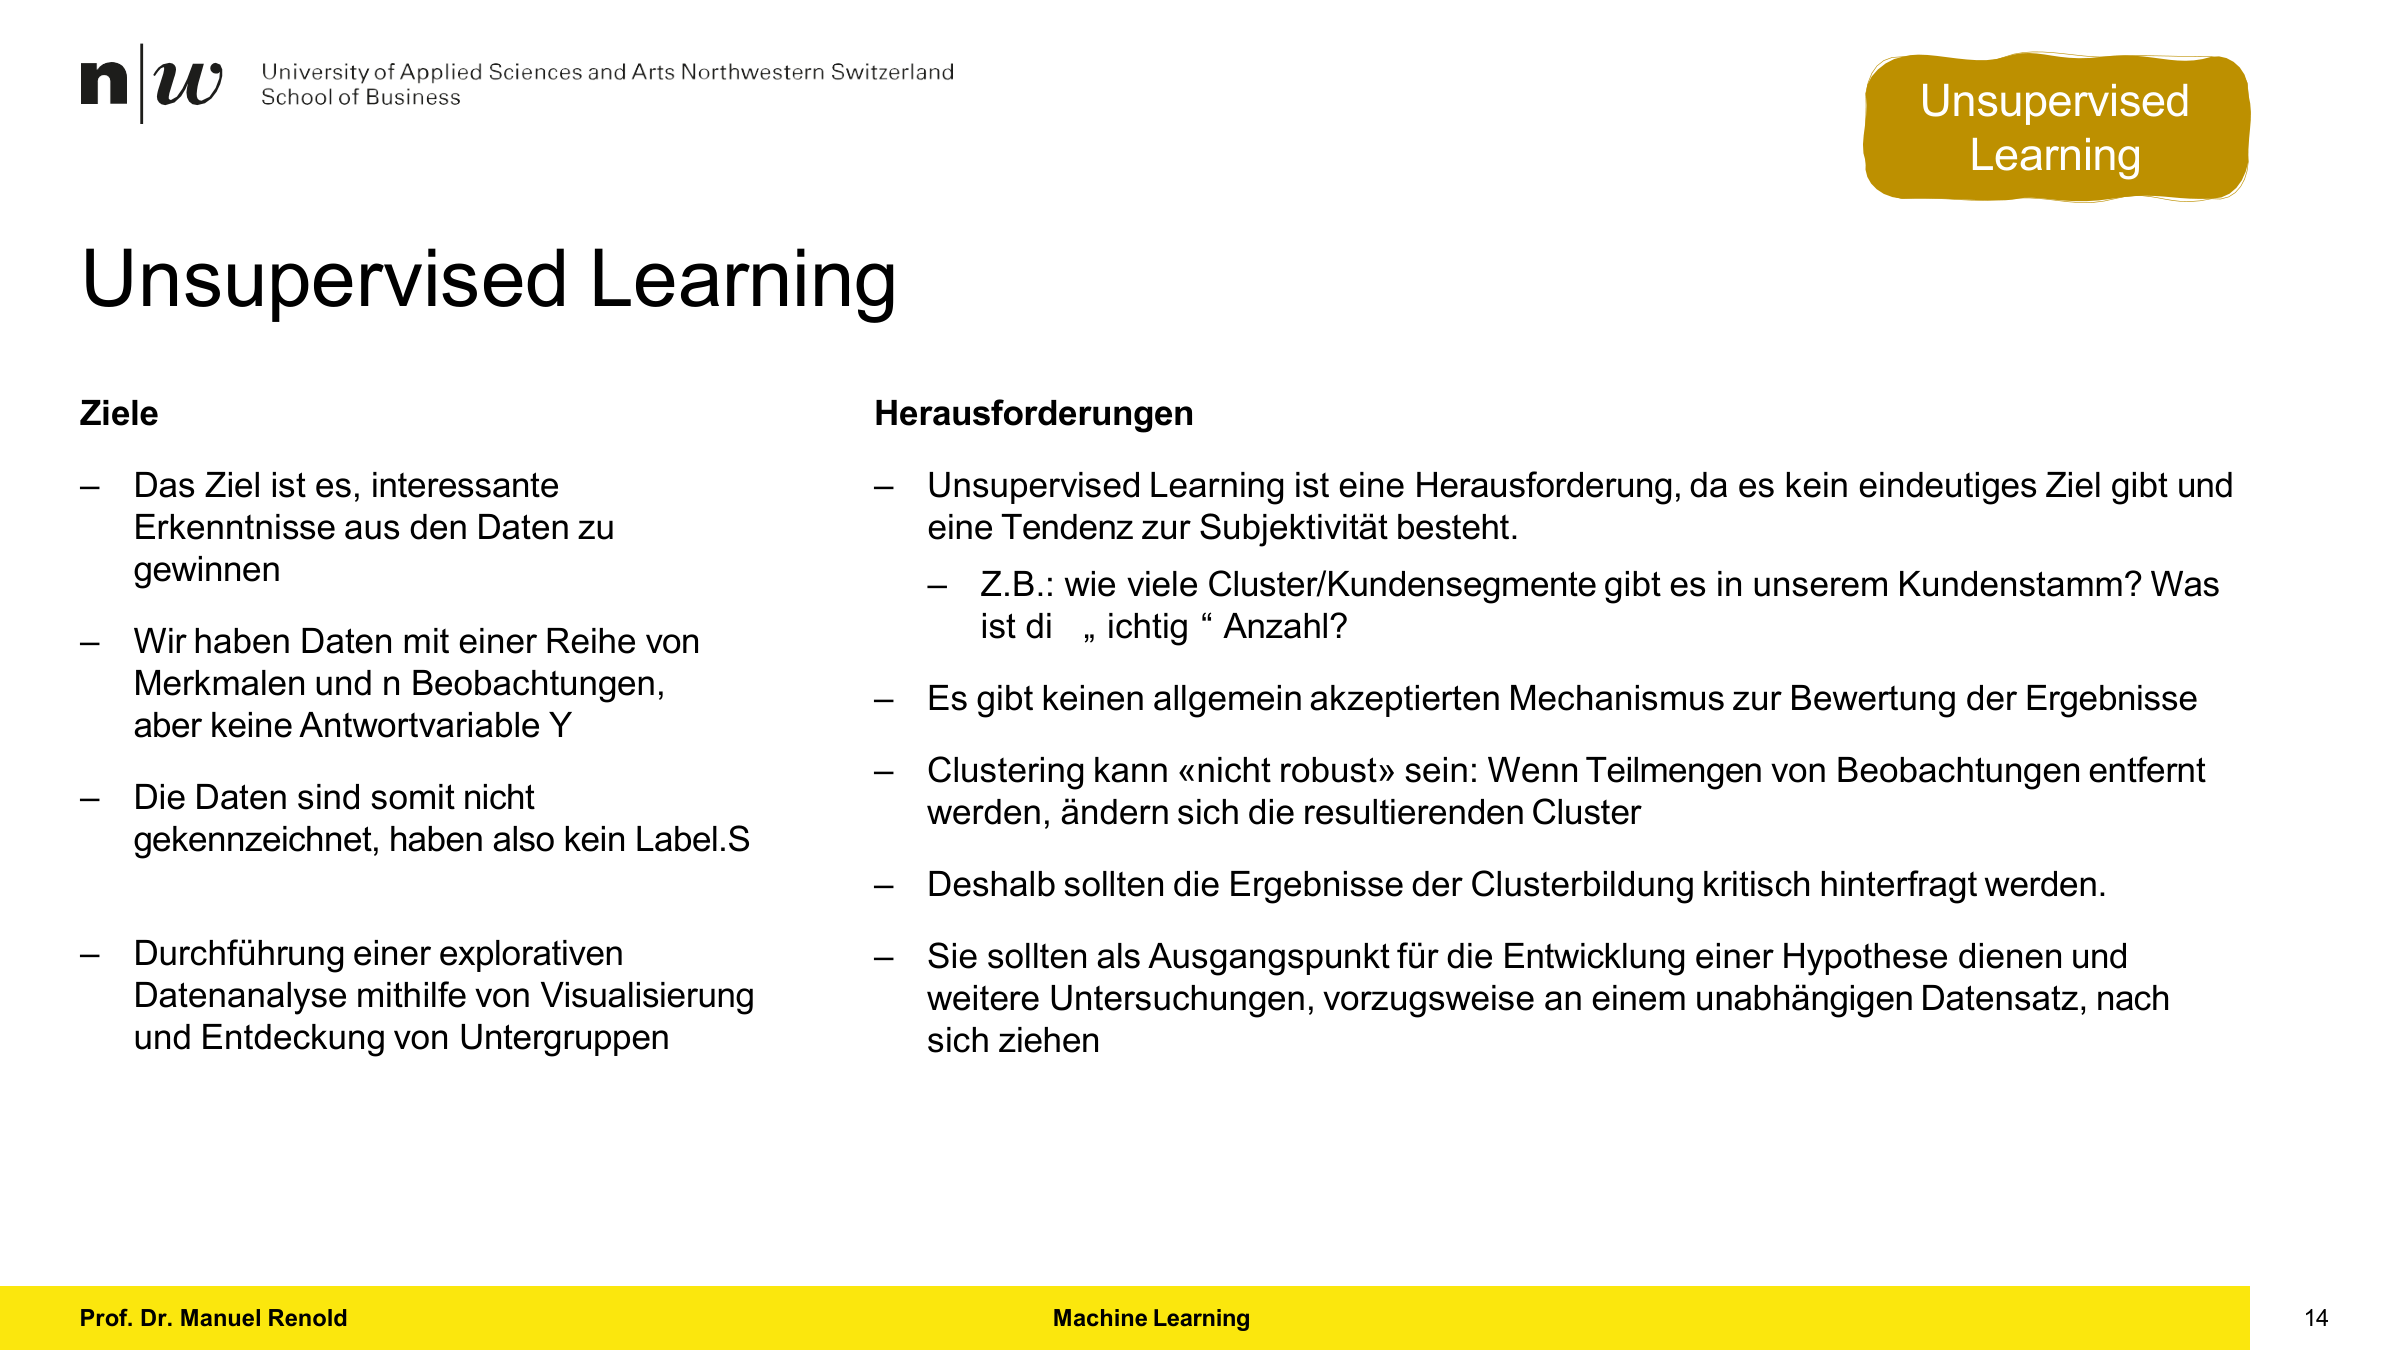 n|w University of Applied Sciences and Arts Northwestern Switzerland
School of Business
Unsupervised
Learning
Unsupervised Learning
Ziele
– Das Ziel ist es, interessante
Erkenntnisse aus den Daten zu
gewinnen
– Wir haben Daten mit einer Reihe von
Merkmalen und n Beobachtungen,
aber keine Antwortvariable Y
– Die Daten sind somit nicht
gekennzeichnet, haben also kein Label.S
– Durchführung einer explorativen
Datenanalyse mithilfe von Visualisierung
und Entdeckung von Untergruppen
Herausforderungen
– Unsupervised Learning ist eine Herausforderung, da es kein eindeutiges Ziel gibt und
eine Tendenz zur Subjektivität besteht.
– Z.B.: wie viele Cluster/Kundensegmente gibt es in unserem Kundenstamm? Was
ist di „ ichtig “ Anzahl?
– Es gibt keinen allgemein akzeptierten Mechanismus zur Bewertung der Ergebnisse
– Clustering kann «nicht robust» sein: Wenn Teilmengen von Beobachtungen entfernt
werden, ändern sich die resultierenden Cluster
– Deshalb sollten die Ergebnisse der Clusterbildung kritisch hinterfragt werden.
– Sie sollten als Ausgangspunkt für die Entwicklung einer Hypothese dienen und
weitere Untersuchungen, vorzugsweise an einem unabhängigen Datensatz, nach
sich ziehen
Prof. Dr. Manuel Renold
Machine Learning
14